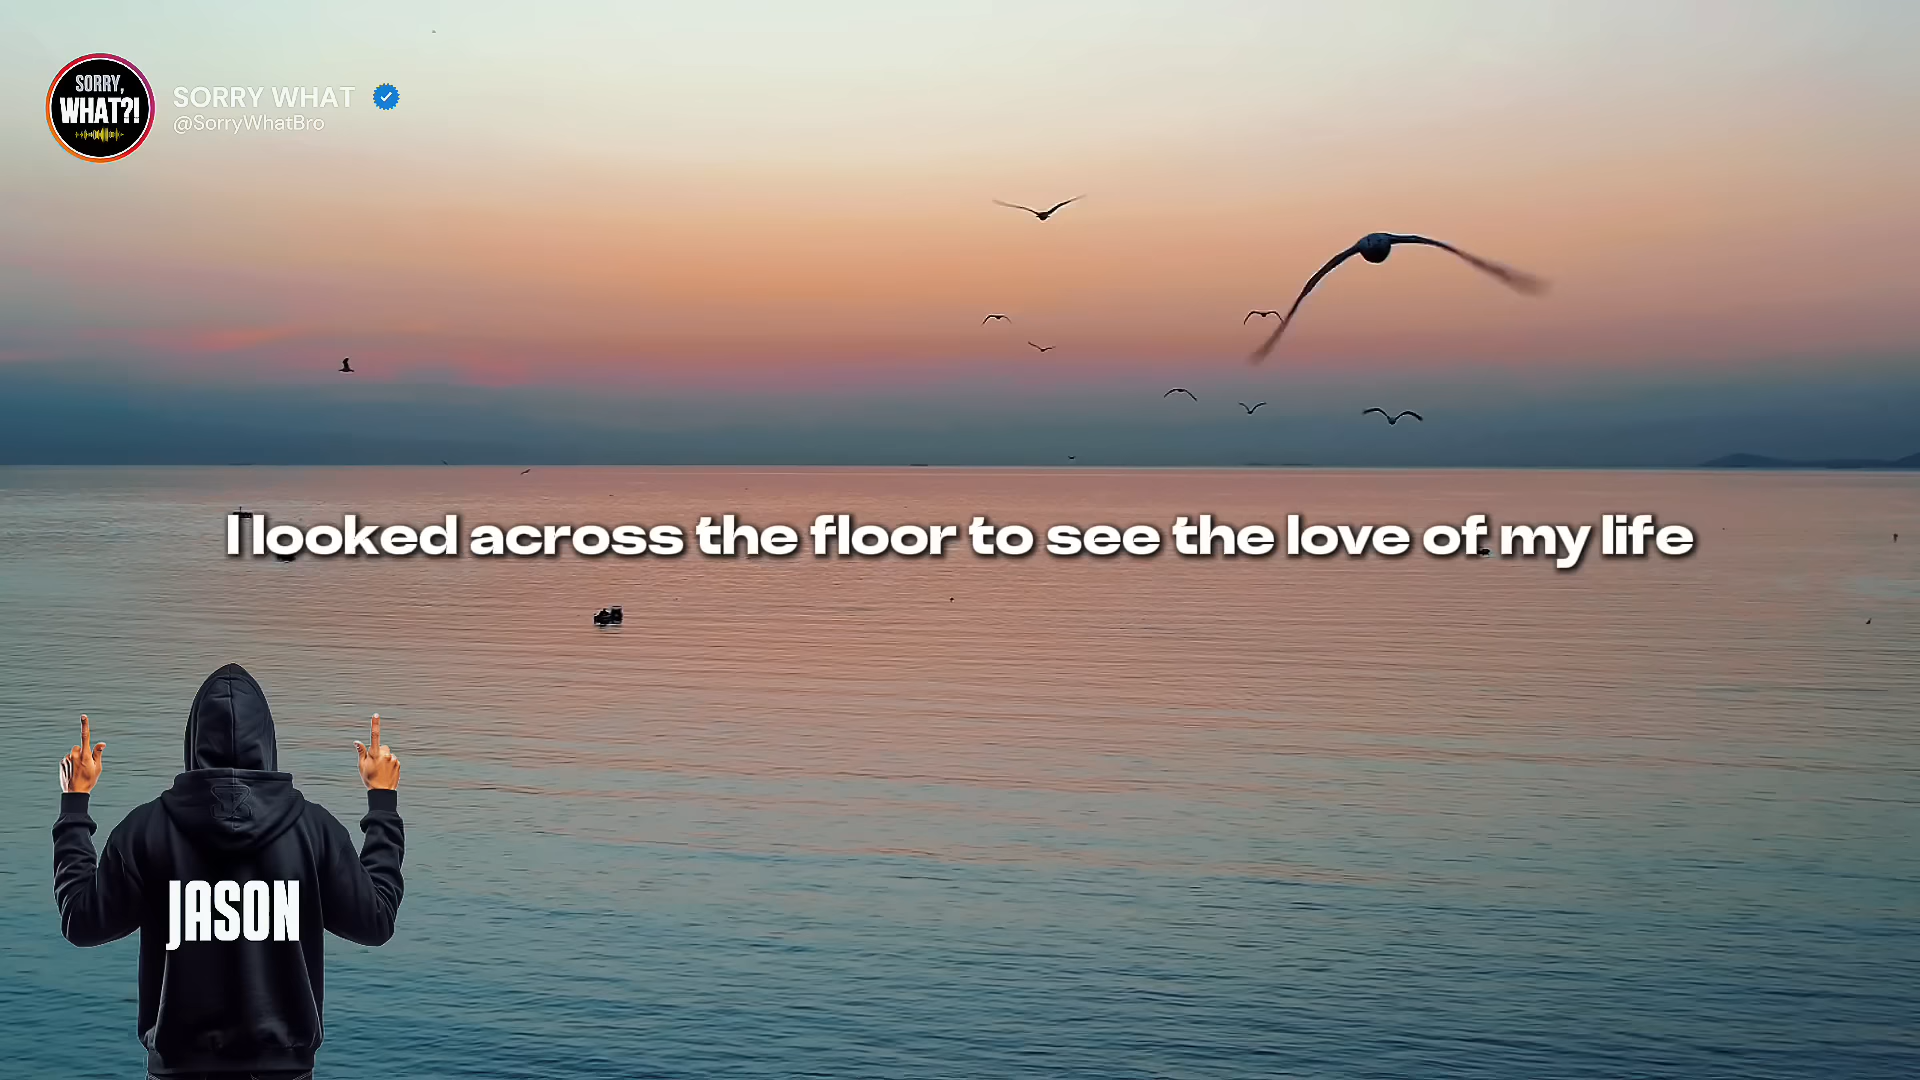 SORRY,
WHAT?!
SORRY WHAT
@SorryWhatBro
I looked across the floor to see the love of my life
JASON